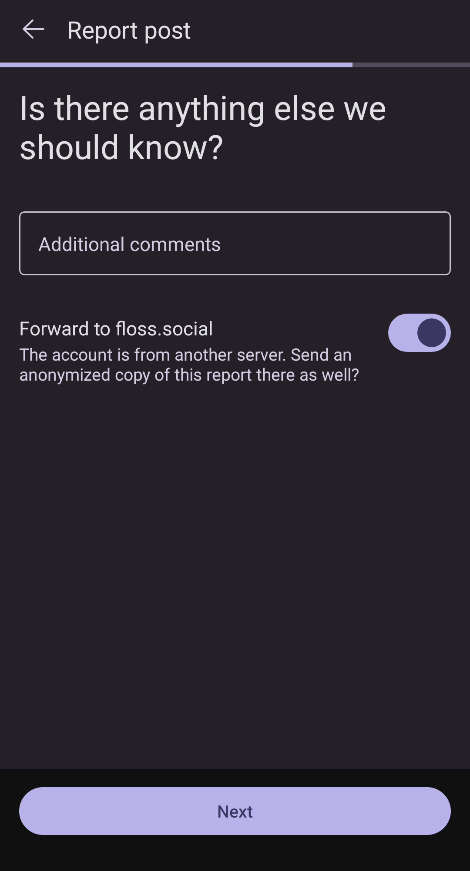 Report post
Is there anything else we
should know?
Additional comments
Forward to floss.social
The account is from another server. Send an
anonymized copy of this report there as well?
Next